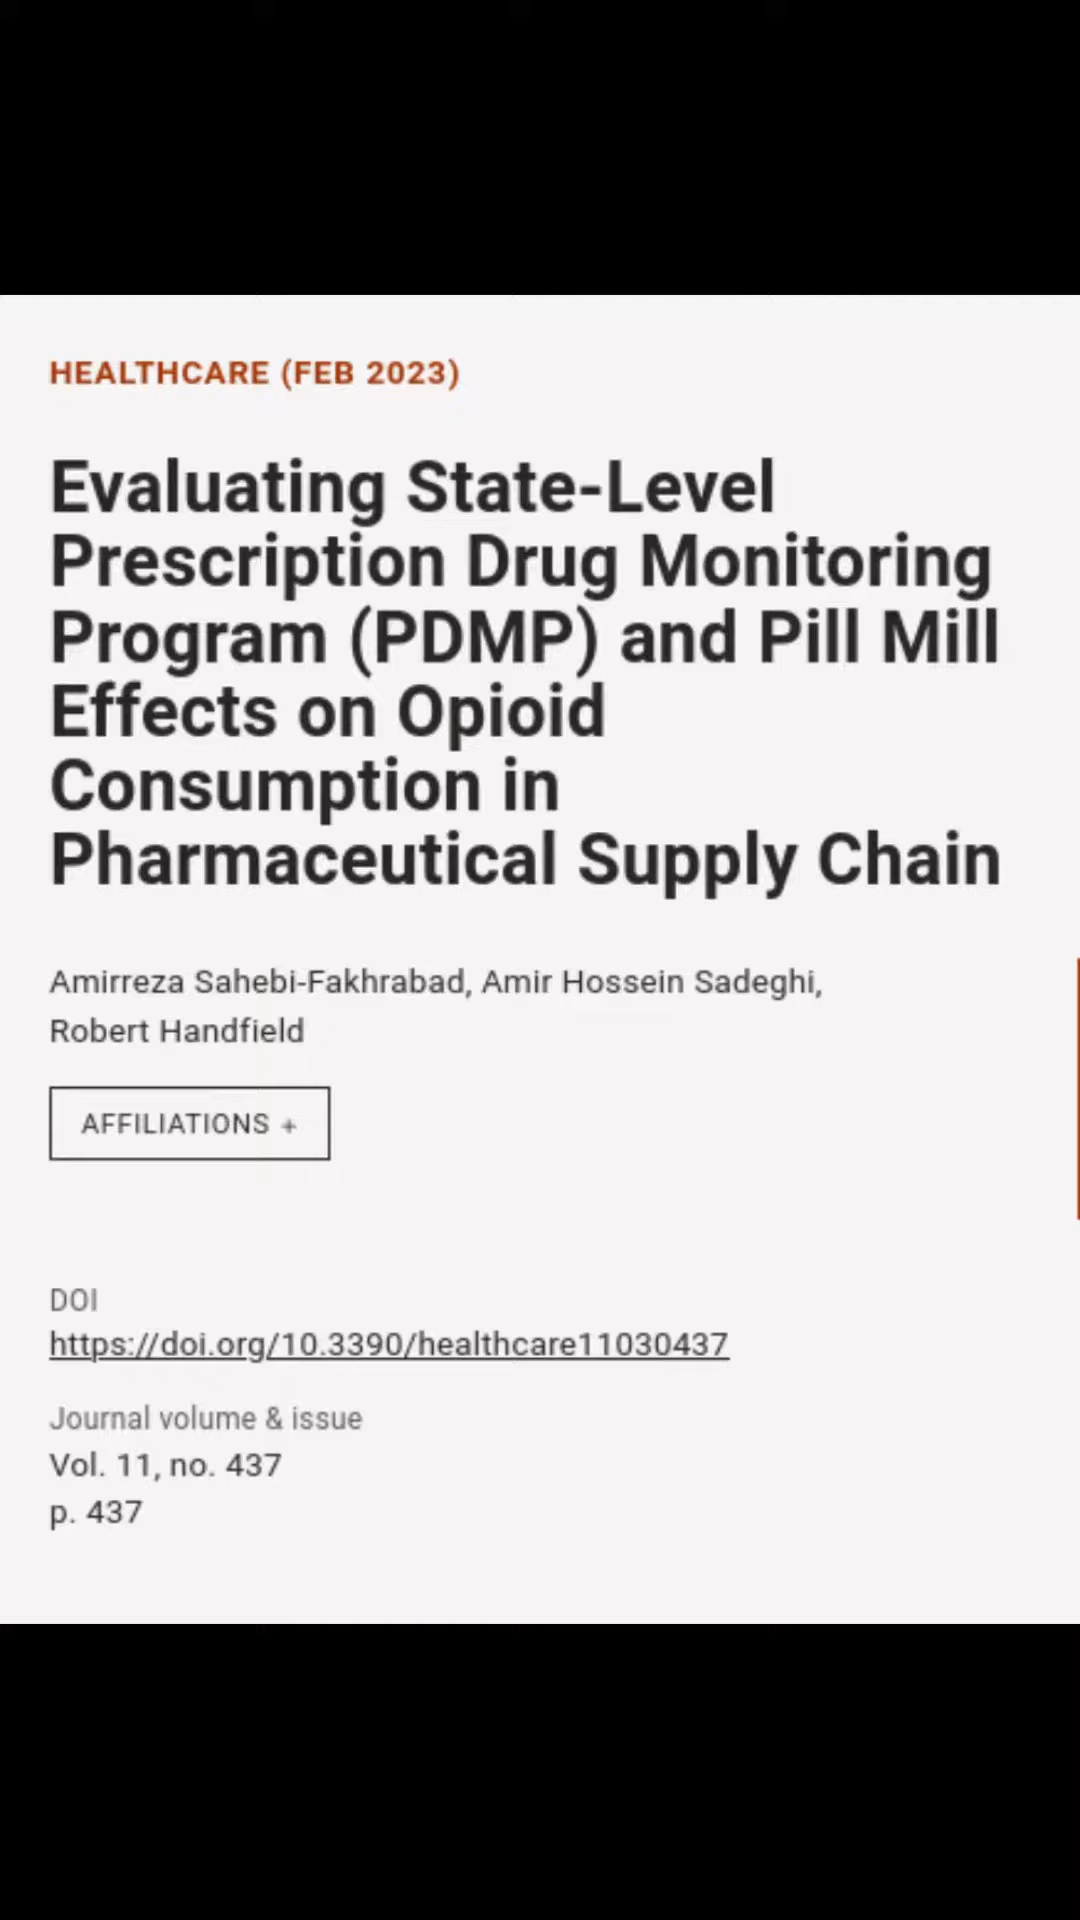 HEALTHCARE (FEB 2023)
Evaluating State-Level
Prescription Drug Monitoring
Program (PDMP) and Pill Mill
Effects on Opioid
Consumption in
Pharmaceutical Supply Chain
Amirreza Sahebi-Fakhrabad, Amir Hossein Sadeghi,
Robert Handfield
AFFILIATIONS +
DOI
https://doi.org/10.3390/healthcare11030437
Journal volume & issue
Vol. 11, no. 437
p. 437